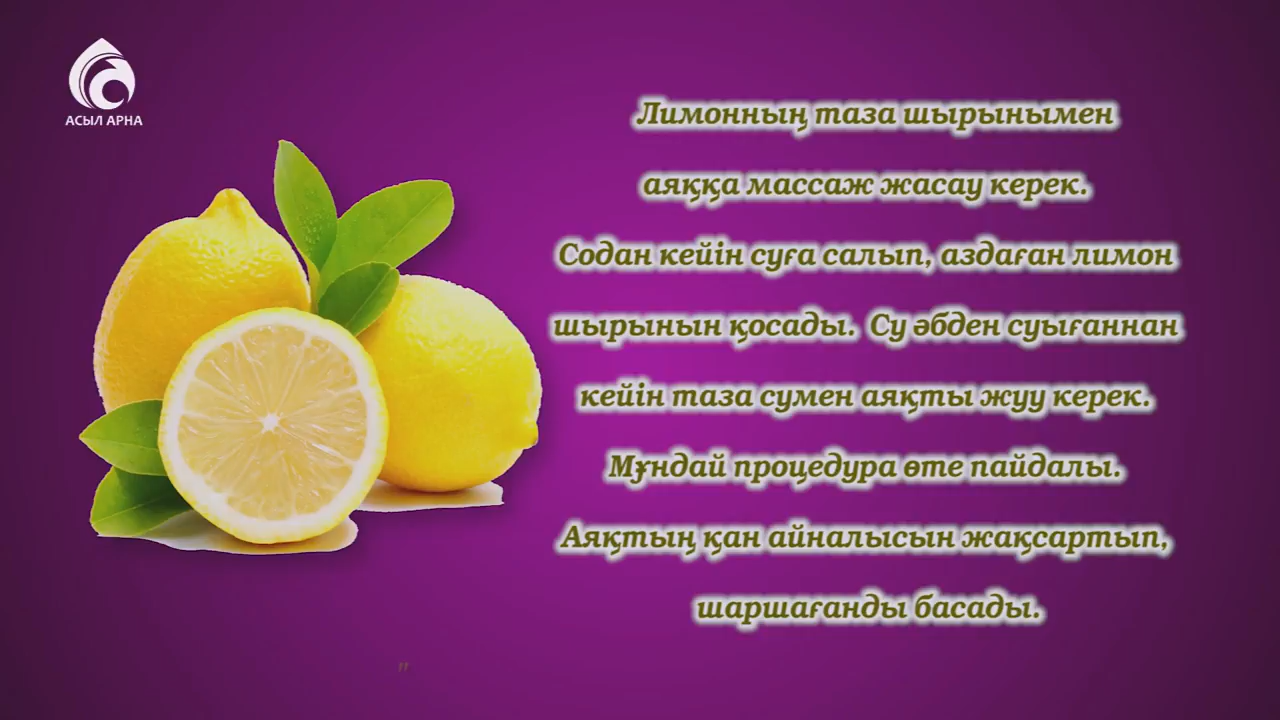 АСЫЛ АРНА
Лимонның таза шырынымен
аяққа массаж жасау керек.
Содан кейін суға салып, аздаған лимон
шырынын қосады. Су әбден суығаннан
кейін таза сумен аяқты жуу керек.
Мұндай процедура өте пайдалы.
Аяқтың қан айналысын жақсартып,
шаршағанды басады.
"